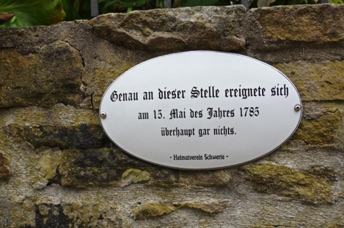 Genau an dieser Stelle ereignete sich
am 15. Mai des Jahres 1785
überhaupt gar nichts.
- Heimatverein Schwerte -